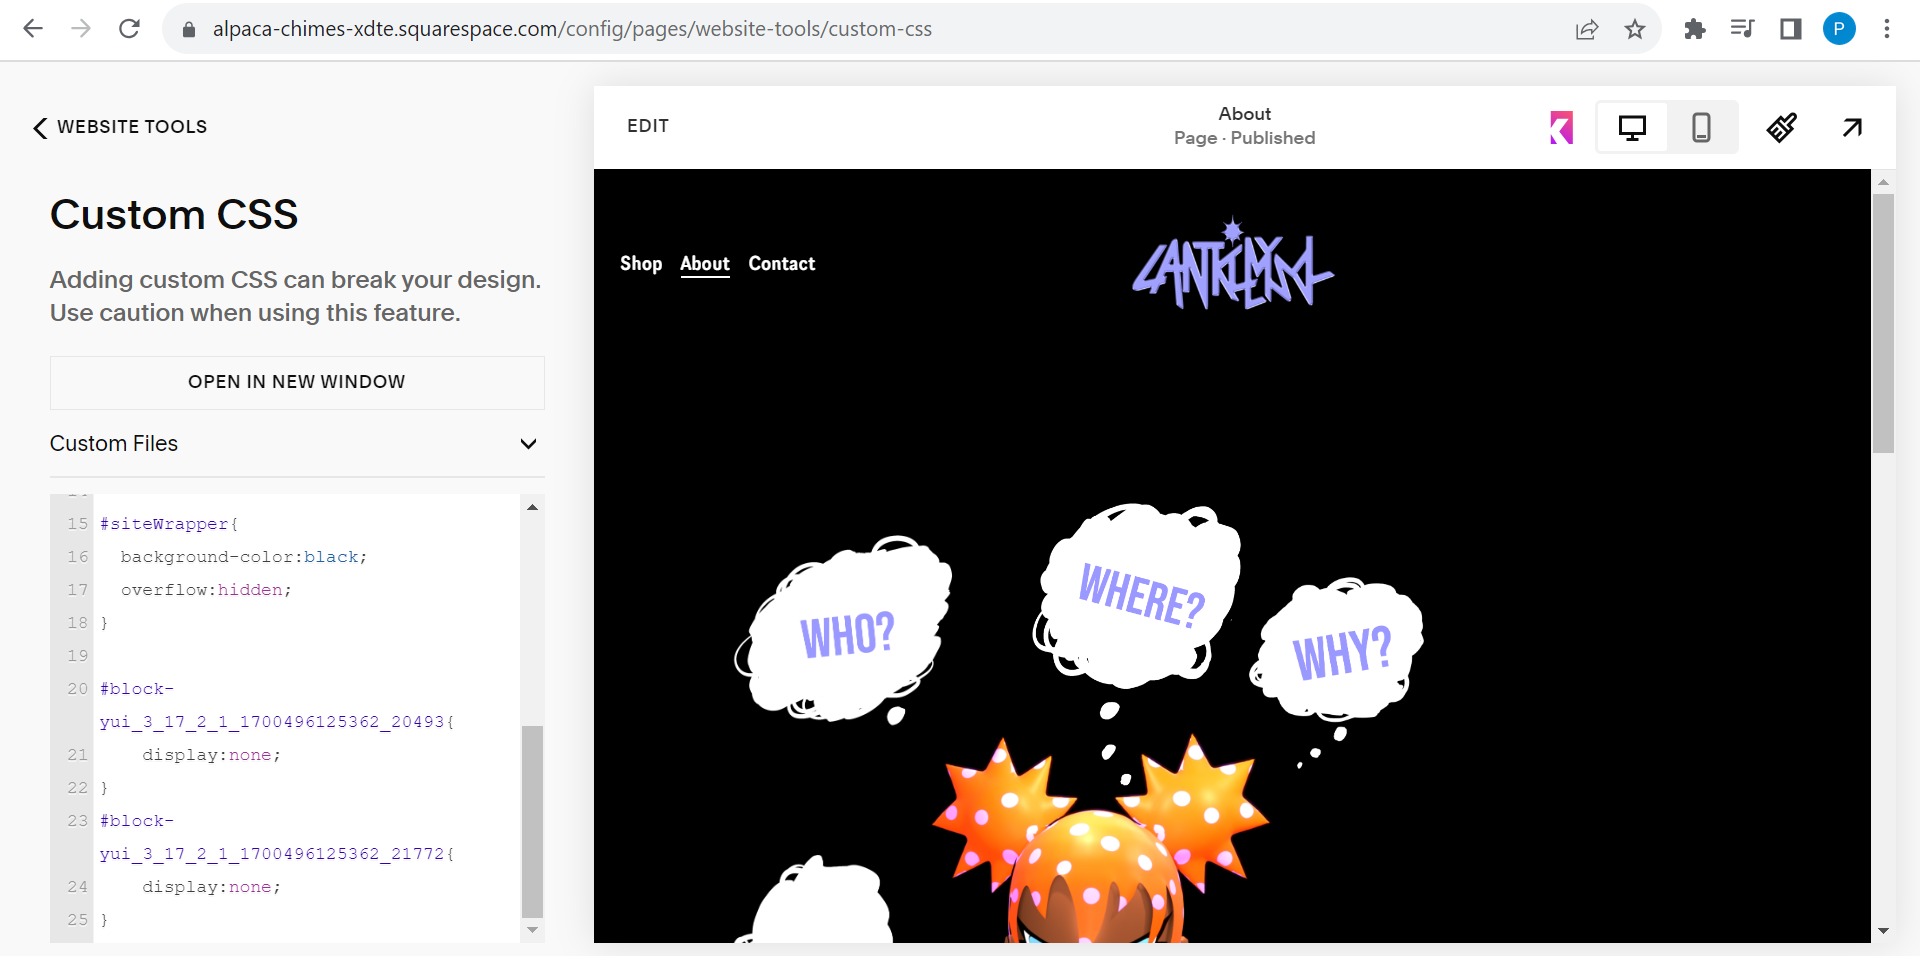 alpaca-chimes-xdte.squarespace.com/config/pages/website-tools/custom-css
P
WEBSITE TOOLS
Custom CSS
Adding custom CSS can break your design.
Use caution when using this feature.
OPEN IN NEW WINDOW
Custom Files
15 #siteWrapper{
16 background-color:black;
17 overflow:hidden;
18 }
19
20 #block-
yui_3_17_2_1_1700496125362_20493{
21 display:none;
22 }
23 #block-
yui_3_17_2_1_1700496125362_21772{
24 display:none;
25 }
EDIT
About
Page · Published
Shop About Contact
WHO?
WHERE?
WHY?